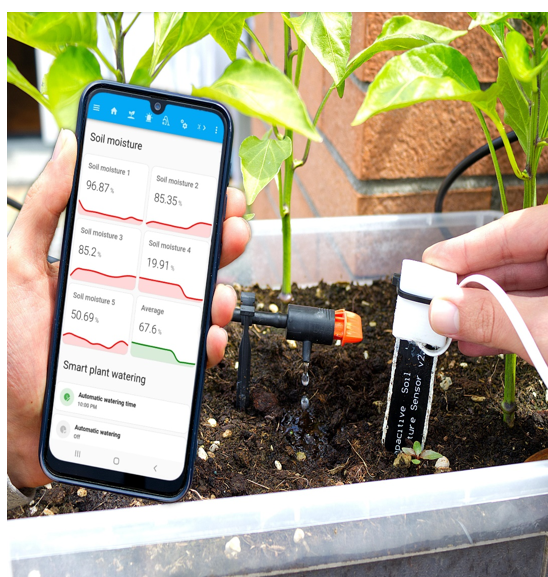 Soil moisture
Soil moisture 1
96.87 %
Soil moisture 2
85.35 %
Soil moisture 3
85.2 %
Soil moisture 4
19.91 %
Soil moisture 5
50.69 %
Average
67.6 %
Smart plant watering
Automatic watering time
10:00 PM
Automatic watering
Off
apacitive Soil
ture Sensor v2.